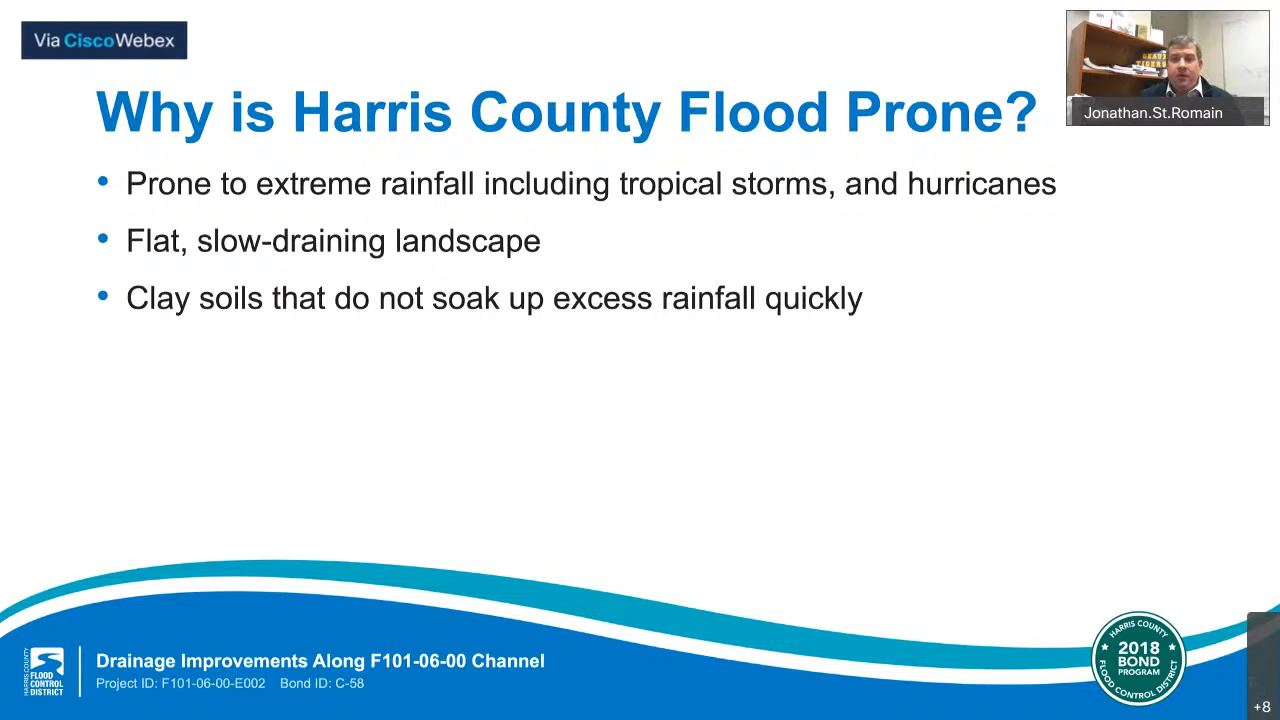 Via CiscoWebex
GEAUX
TIGERS
Jonathan.St.Romain
Why is Harris County Flood Prone?
• Prone to extreme rainfall including tropical storms, and hurricanes
• Flat, slow-draining landscape
• Clay soils that do not soak up excess rainfall quickly
HARRIS COUNTY
FLOOD
CONTROL
DISTRICT
Drainage Improvements Along F101-06-00 Channel
Project ID: F101-06-00-E002 Bond ID: C-58
HARRIS COUNTY
2018
BOND
PROGRAM
FLOOD CONTROL DISTRICT
7
+8